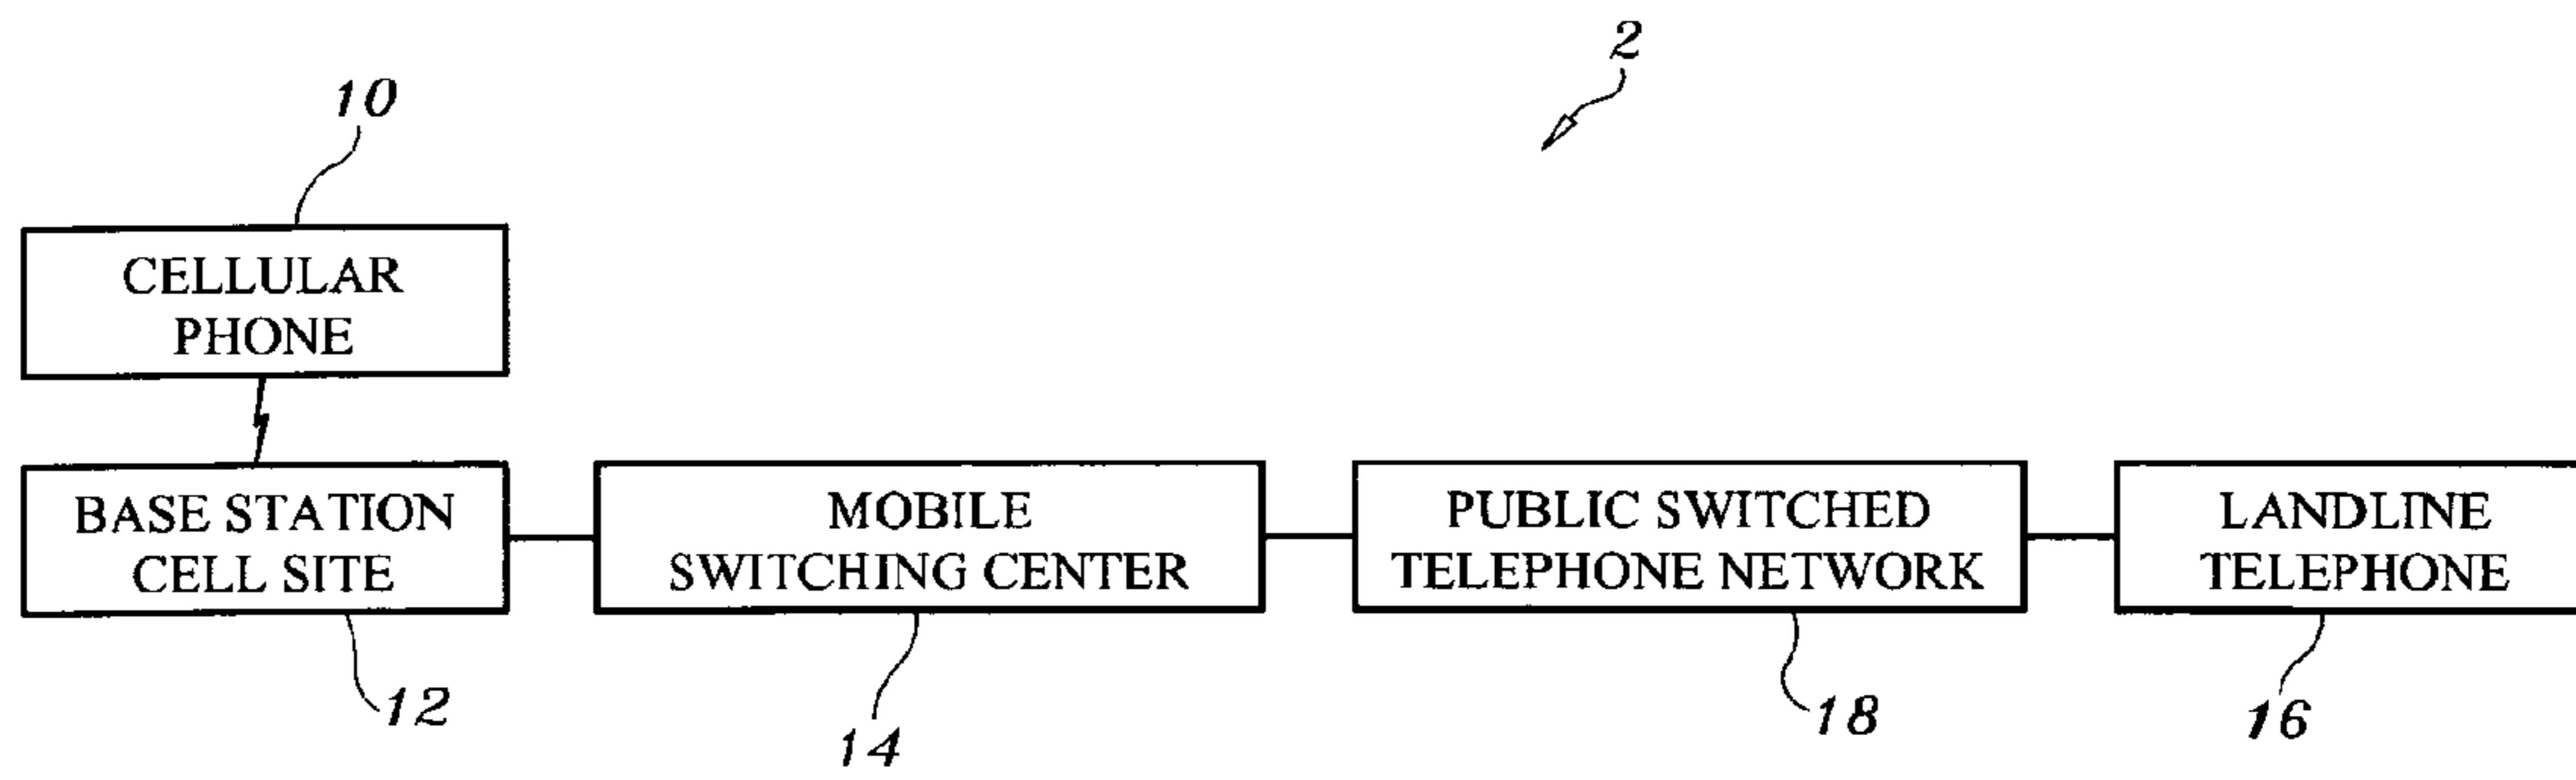 2
10
CELLULAR
PHONE
BASE STATION
CELL SITE
MOBILE
SWITCHING CENTER
PUBLIC SWITCHED
TELEPHONE NETWORK
LANDLINE
TELEPHONE
12
14
18
16